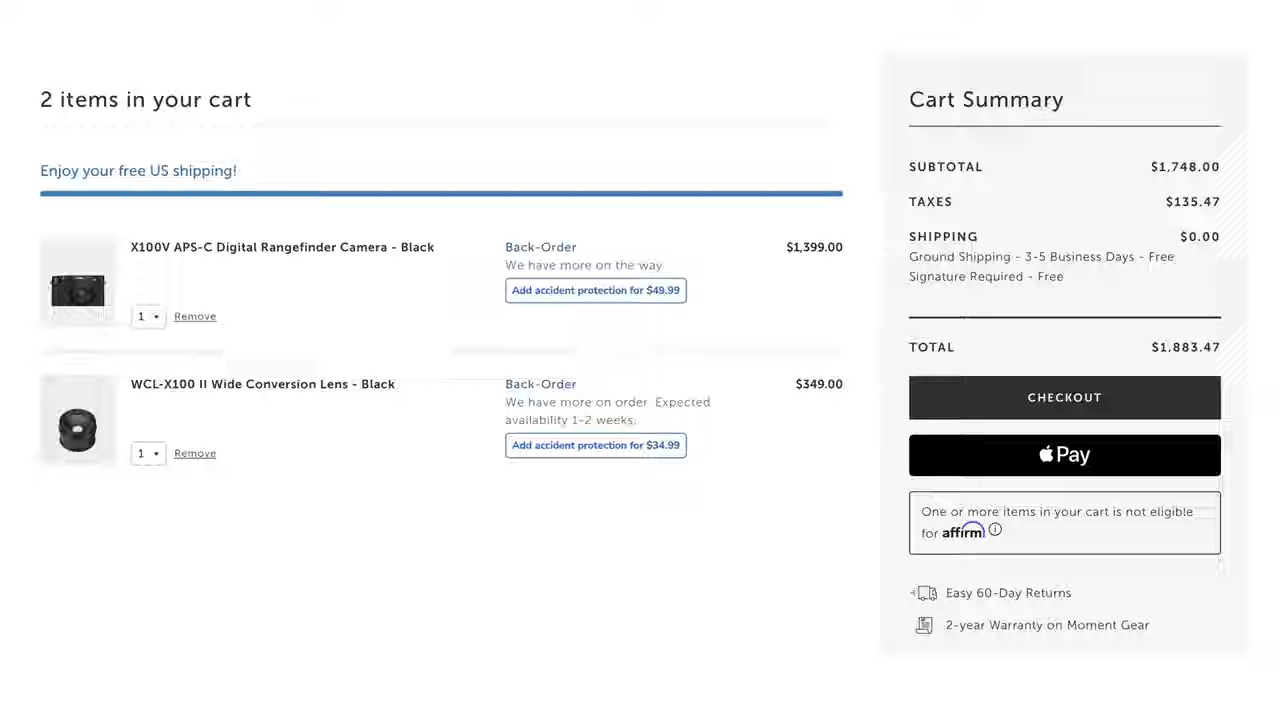 2 items in your cart
Enjoy your free US shipping!
X100V APS-C Digital Rangefinder Camera - Black
Back-Order
$1,399.00
We have more on the way
Add accident protection for $49.99
1
Remove
WCL-X100 II Wide Conversion Lens - Black
Back-Order
$349.00
We have more on order Expected
availability 1-2 weeks.
Add accident protection for $34.99
1
Remove
Cart Summary
SUBTOTAL $1,748.00
TAXES $135.47
SHIPPING $0.00
Ground Shipping - 3-5 Business Days - Free
Signature Required - Free
TOTAL $1,883.47
CHECKOUT
Pay
One or more items in your cart is not eligible
for affirm
Easy 60-Day Returns
2-year Warranty on Moment Gear